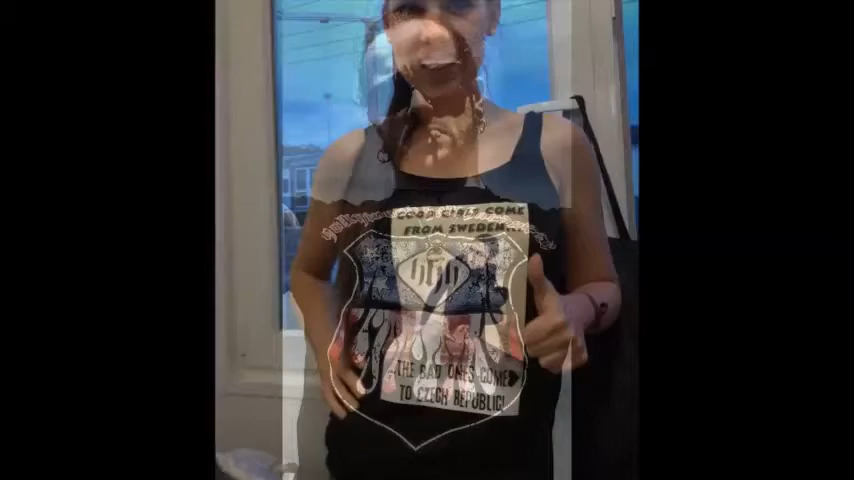 GOOD GIRLS COME
FROM SWEDEN...
...THE BAD ONES COME
TO CZECH REPUBLIC!